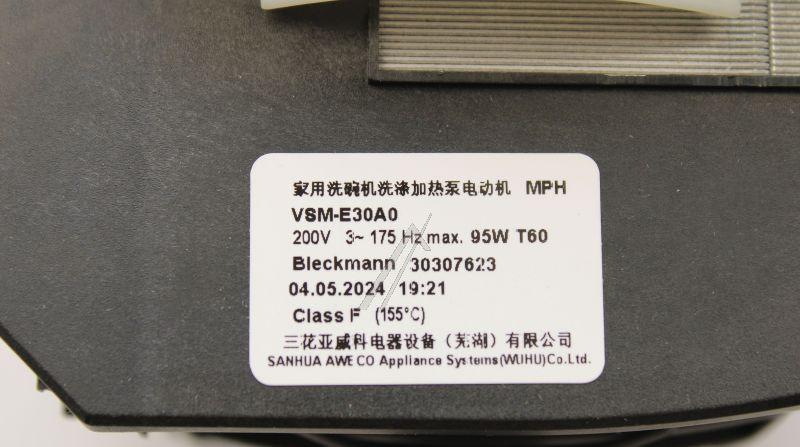 家用洗碗机洗涤加热泵电动机 MPH
VSM-E30A0
200V 3~ 175 Hz max. 95W T60
Bleckmann 30307623
04.05.2024 19:21
Class F (155°C)
三花亚威科电器设备（芜湖）有限公司
SANHUA AWECO Appliance Systems(WUHU)Co.Ltd.